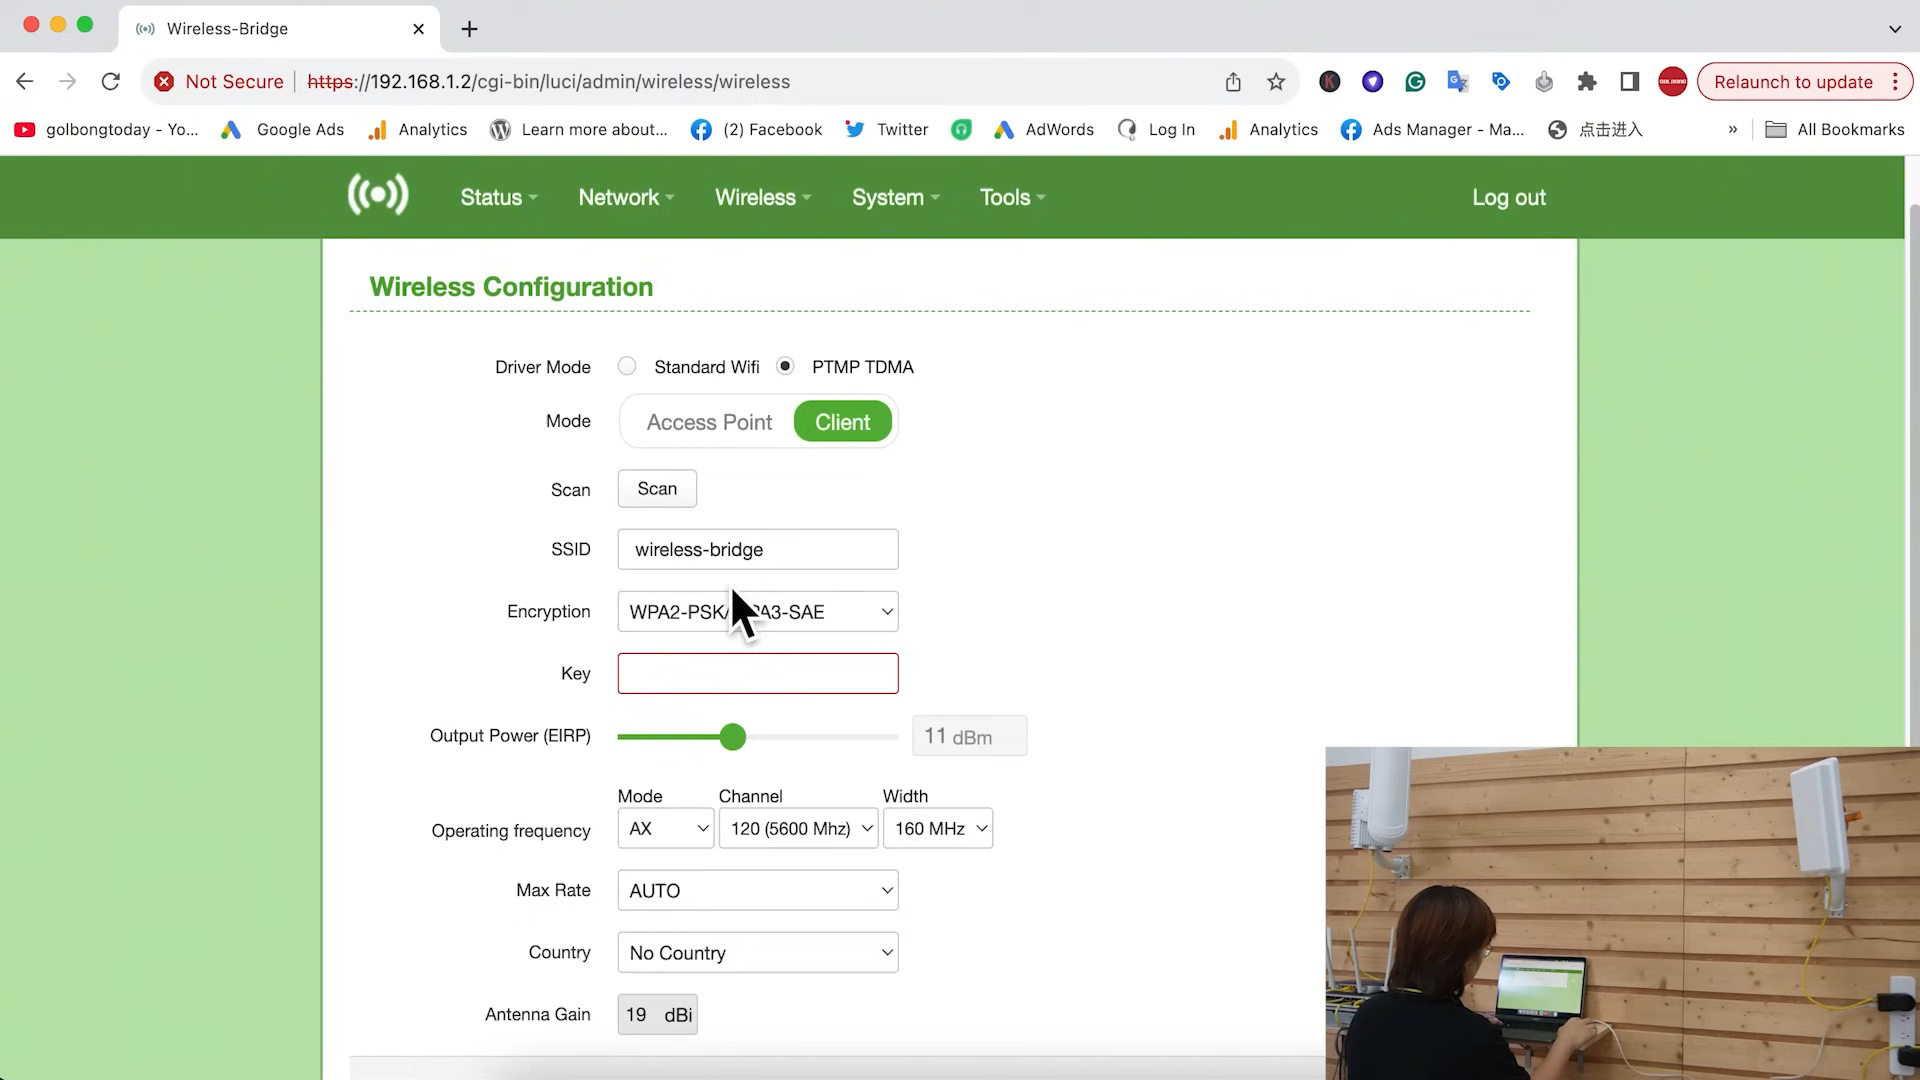 Wireless-Bridge
Not Secure https://192.168.1.2/cgi-bin/luci/admin/wireless/wireless Relaunch to update
golbongtoday - Yo... Google Ads Analytics Learn more about... (2) Facebook Twitter AdWords Log In Analytics Ads Manager - Ma... 点击进入 » All Bookmarks
Status Network Wireless System Tools Log out
Wireless Configuration
Driver Mode Standard Wifi PTMP TDMA
Mode Access Point Client
Scan Scan
SSID wireless-bridge
Encryption WPA2-PSK/ A3-SAE
Key
Output Power (EIRP) 11 dBm
Mode Channel Width
Operating frequency AX 120 (5600 Mhz) 160 MHz
Max Rate AUTO
Country No Country
Antenna Gain 19 dBi